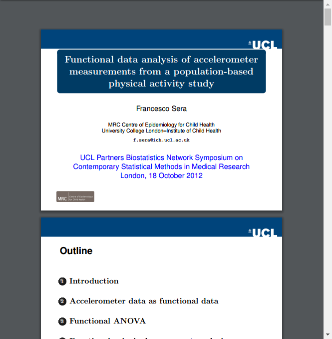 UCL
Functional data analysis of accelerometer
measurements from a population-based
physical activity study
Francesco Sera
MRC Centre of Epidemiology for Child Health
University College London-Institute of Child Health
f.sera@ich.ucl.ac.uk
UCL Partners Biostatistics Network Symposium on
Contemporary Statistical Methods in Medical Research
London, 18 October 2012
MRC
UCL
Outline
1 Introduction
2 Accelerometer data as functional data
3 Functional ANOVA